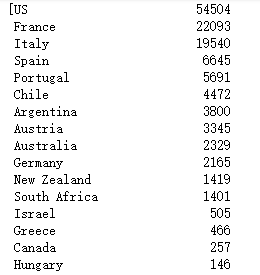 [US 54504
France 22093
Italy 19540
Spain 6645
Portugal 5691
Chile 4472
Argentina 3800
Austria 3345
Australia 2329
Germany 2165
New Zealand 1419
South Africa 1401
Israel 505
Greece 466
Canada 257
Hungary 146